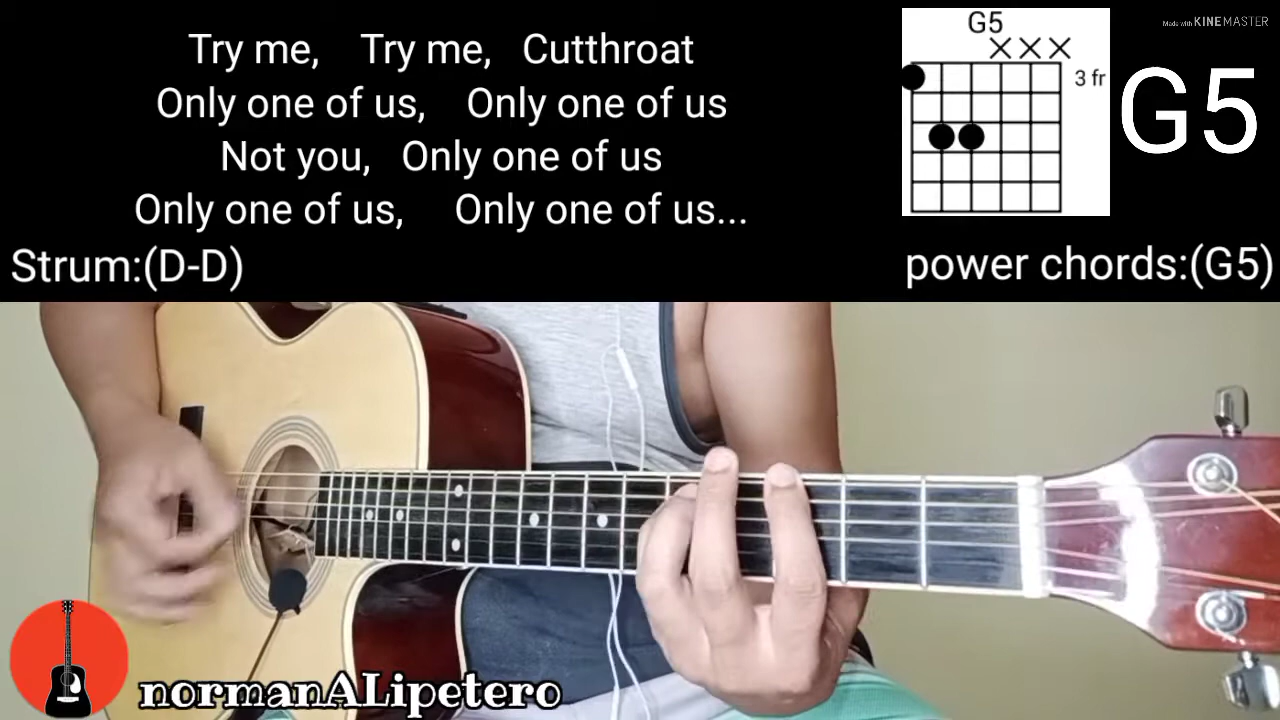 Try me, Try me, Cutthroat
Only one of us, Only one of us
Not you, Only one of us
Only one of us, Only one of us...
Strum:(D-D)
G5
× × ×
3 fr
G5
power chords:(G5)
Made with KINEMASTER
normanALipetero